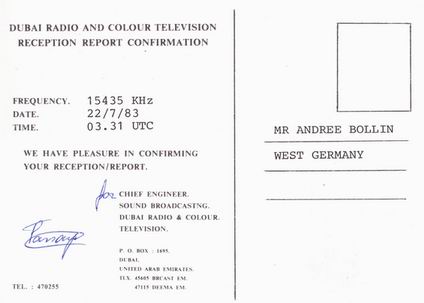 DUBAI RADIO AND COLOUR TELEVISION
RECEPTION REPORT CONFIRMATION
FREQUENCY. 15435 KHz
DATE. 22/7/83
TIME. 03.31 UTC
WE HAVE PLEASURE IN CONFIRMING
YOUR RECEPTION/REPORT.
for CHIEF ENGINEER.
SOUND BROADCASTNG.
DUBAI RADIO & COLOUR.
TELEVISION.
P. O. BOX : 1695.
DUBAI,
UNITED ARAB EMIRATES.
TLX. 45605 BRCAST EM.
47115 DEEMA EM.
TEL. : 470255
MR ANDREE BOLLIN
WEST GERMANY